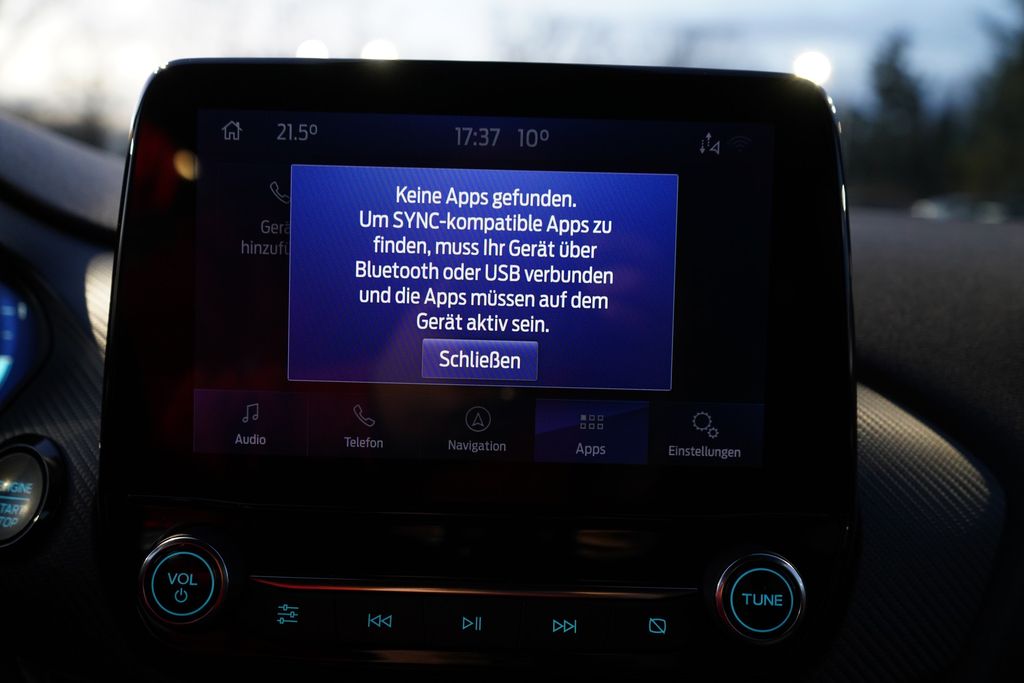 21.5° 17:37 10°
Keine Apps gefunden.
Um SYNC-kompatible Apps zu
finden, muss Ihr Gerät über
Bluetooth oder USB verbunden
und die Apps müssen auf dem
Gerät aktiv sein.
Schließen
Audio
Telefon
Navigation
Apps
Einstellungen
VOL
TUNE